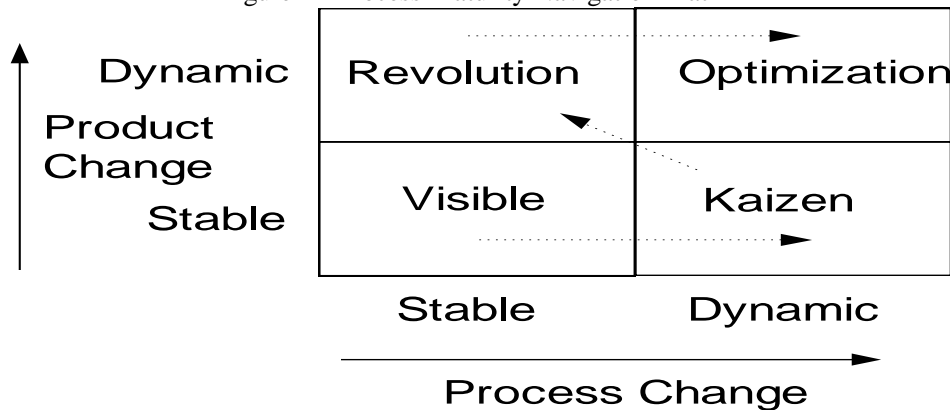 Dynamic
Revolution
Optimization
Product
Change
Visible
Kaizen
Stable
Stable
Dynamic
Process Change